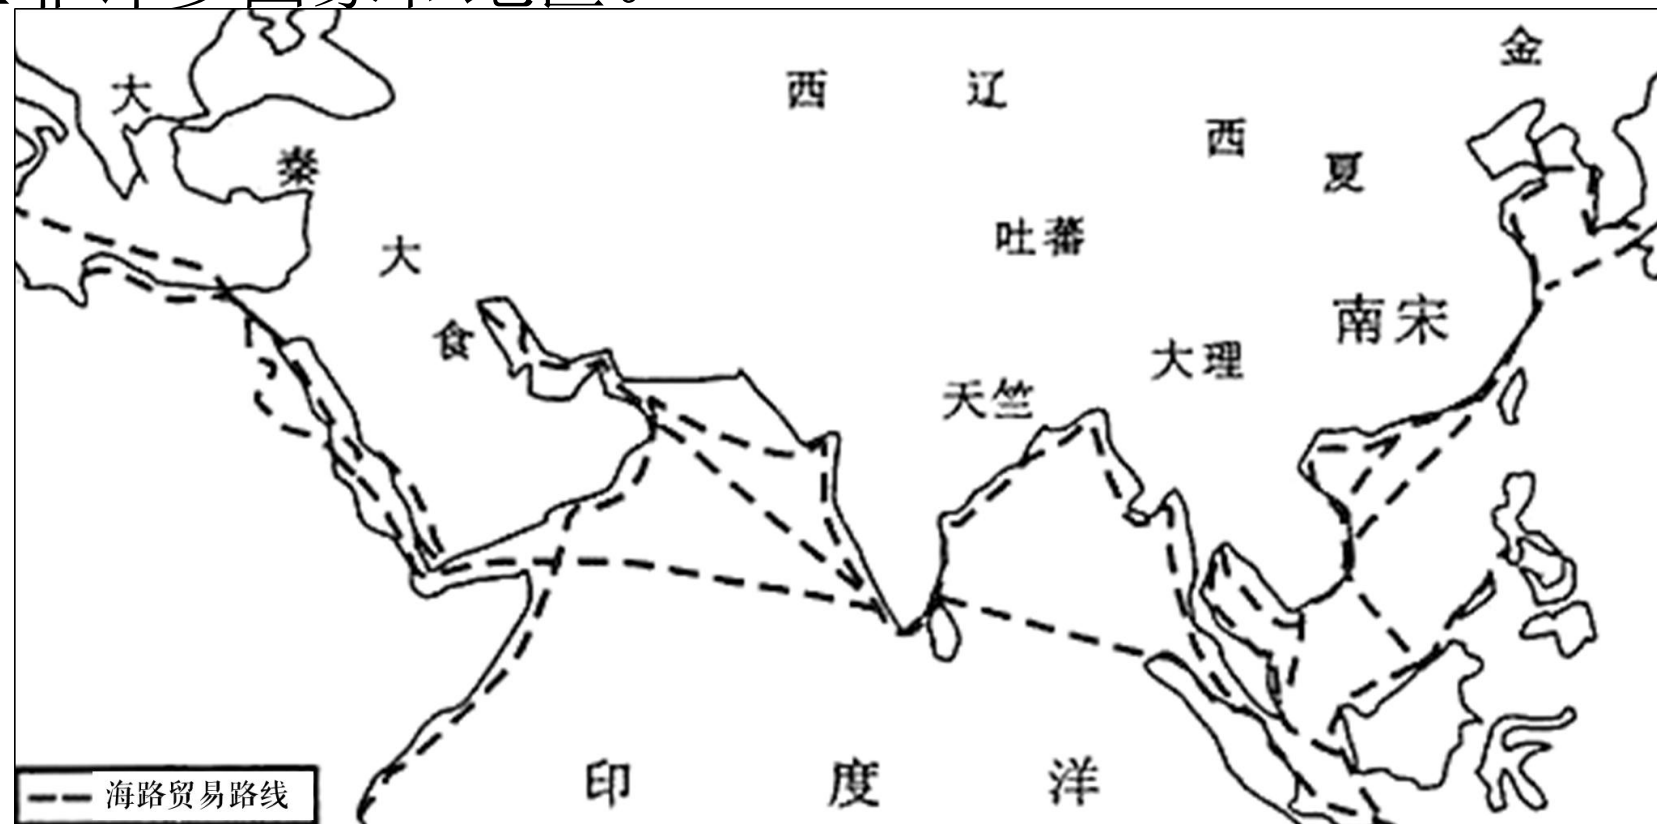 金
大
西 辽
西
秦
夏
吐蕃
大
南宋
食
大理
天竺
印 度 洋
海路贸易路线